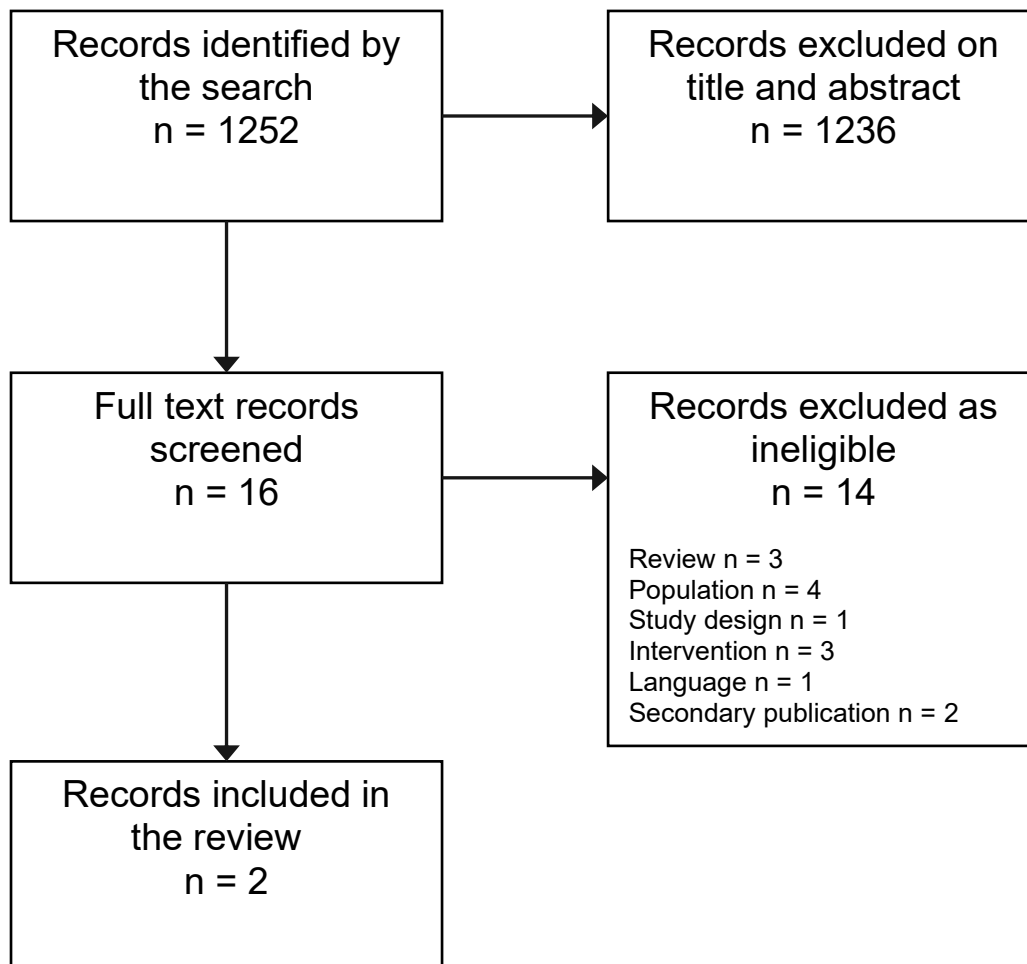 Records identified by
the search
n = 1252
Records excluded on
title and abstract
n = 1236
Full text records
screened
n = 16
Records excluded as
ineligible
n = 14
Review n = 3
Population n = 4
Study design n = 1
Intervention n = 3
Language n = 1
Secondary publication n = 2
Records included in
the review
n = 2